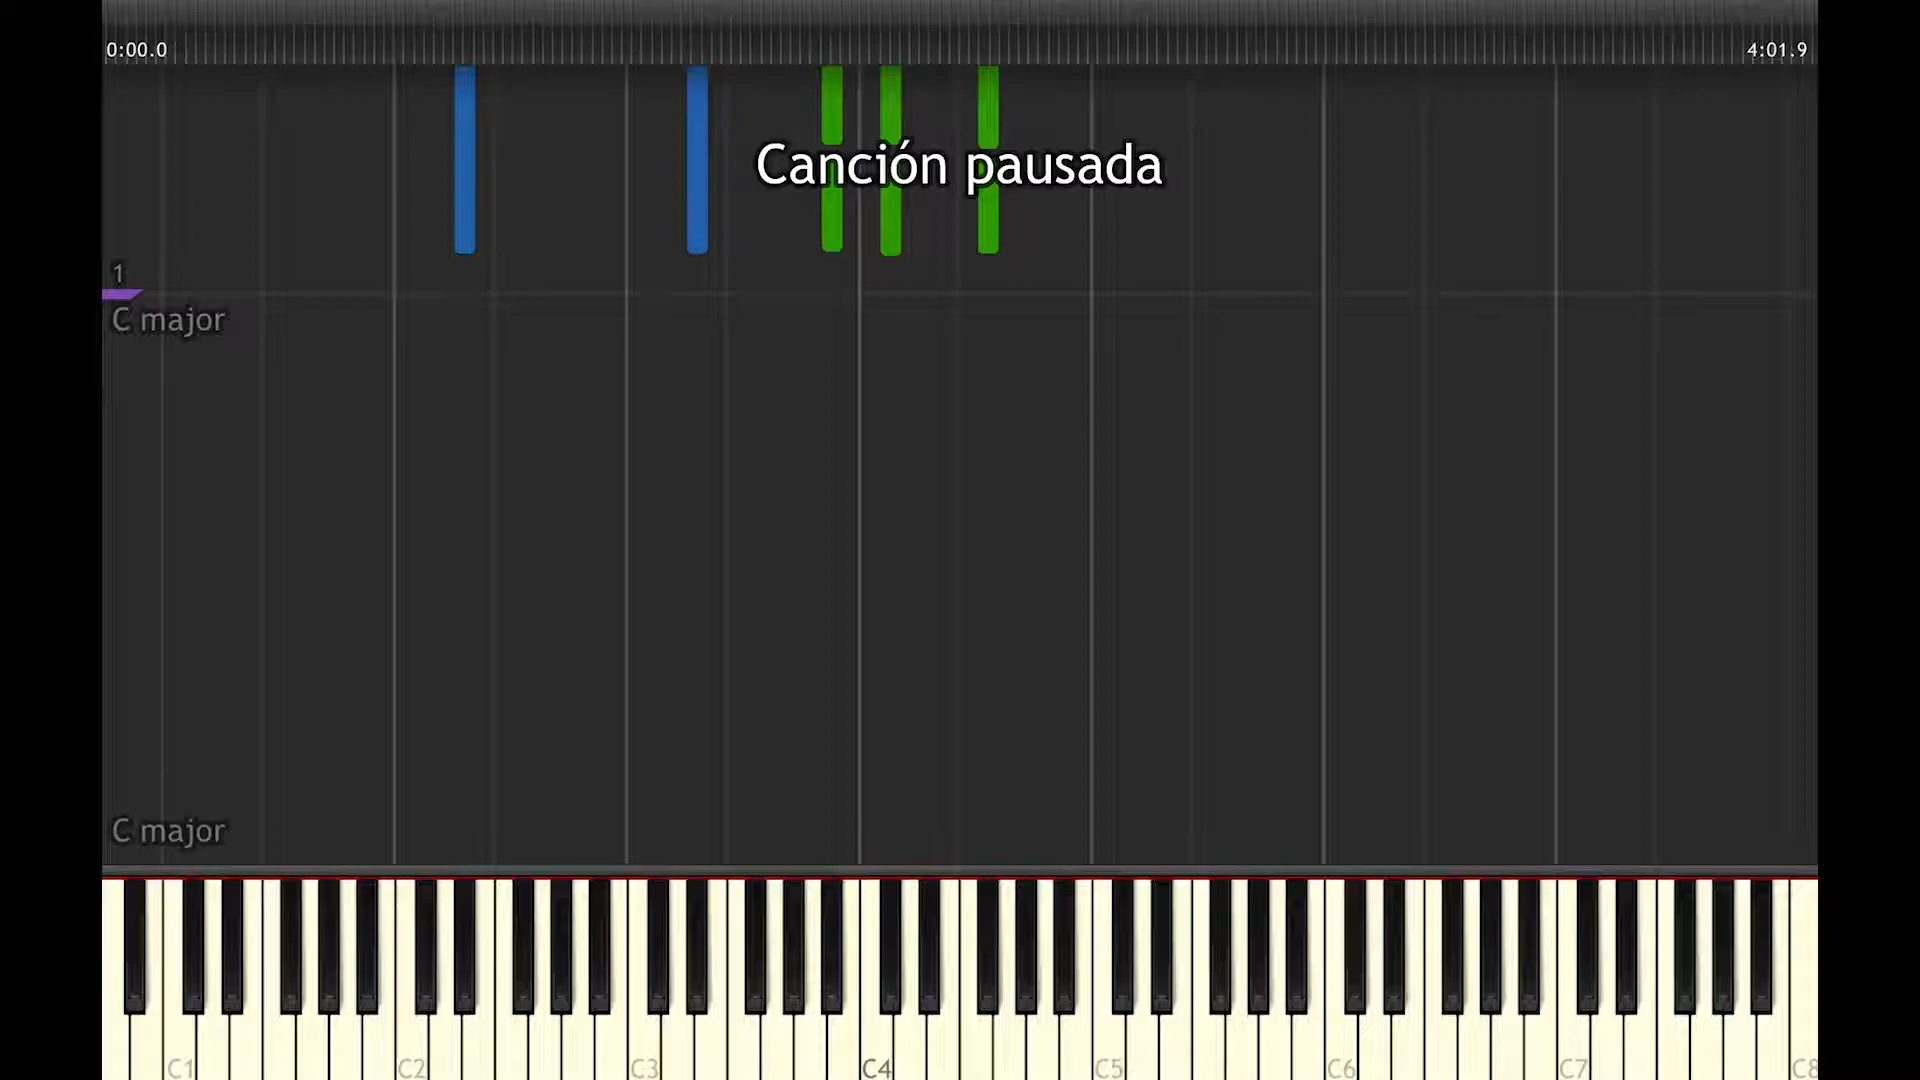 0:00.0 4:01.9
Canción pausada
1
C major
C major
C1 C2 C3 C4 C5 C6 C7 C8